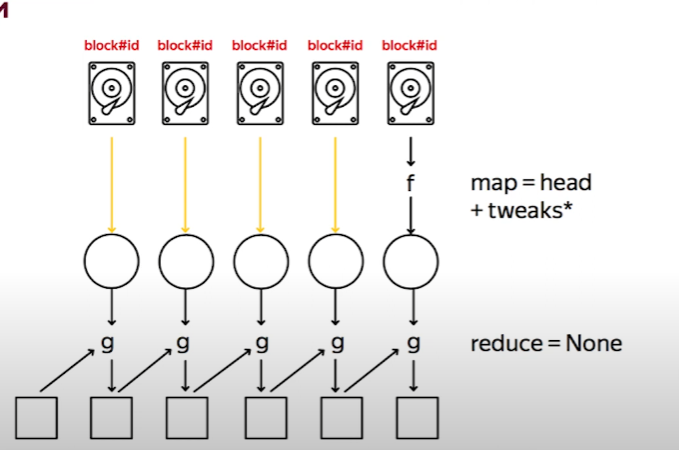 block#id block#id block#id block#id block#id
f
map = head
+ tweaks*
g g g g g
reduce = None